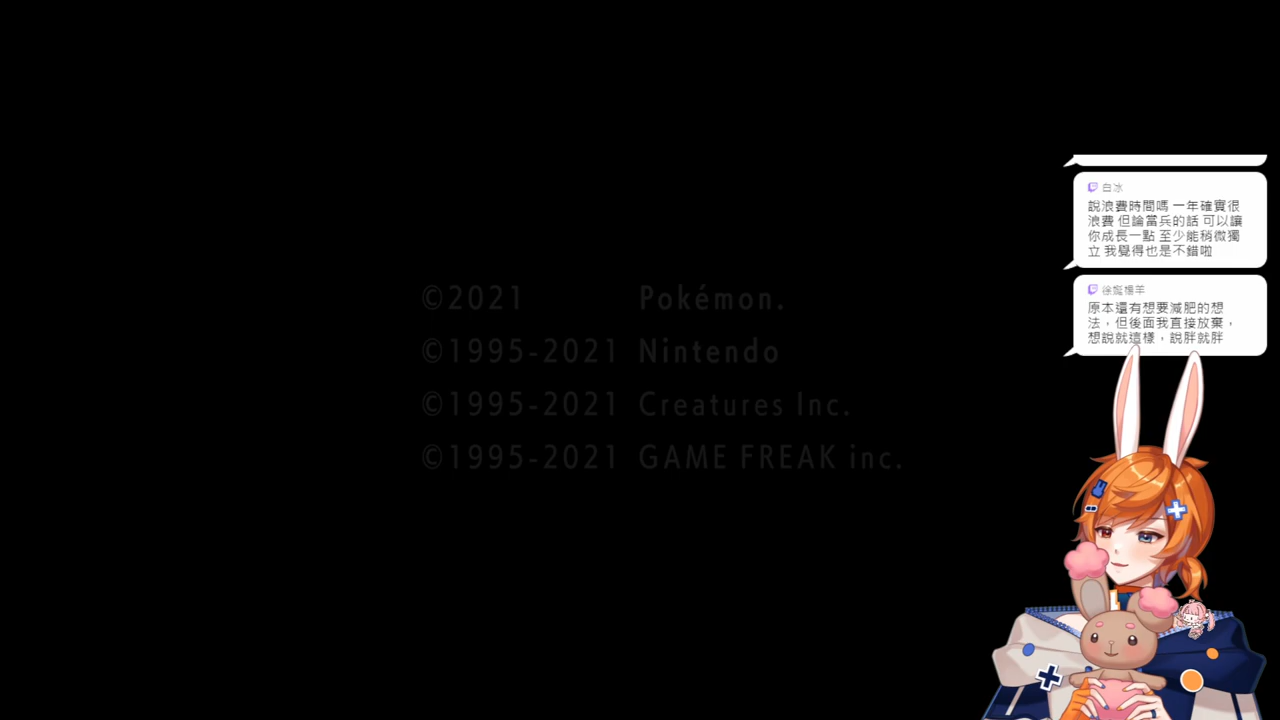 ©2021 Pokémon.
©1995-2021 Nintendo
©1995-2021 Creatures Inc.
©1995-2021 GAME FREAK inc.
白冰
說浪費時間嗎 一年確實很
浪費 但論當兵的話 可以讓
你成長一點 至少能稍微獨
立 我覺得也是不錯啦
原本還有想要減肥的想
法，但後面我直接放棄，
想說就這樣，說胖就胖